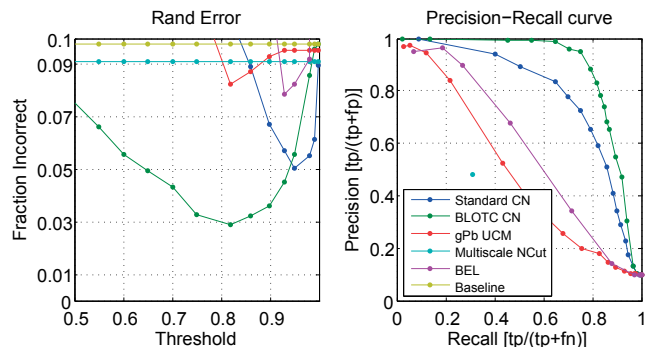 Rand Error
Fraction Incorrect
0.1
0.09
0.07
0.05
0.03
0.01
0
0.5
0.6
0.7
0.8
0.9
1
Threshold
Precision−Recall curve
Precision [tp/(tp+fp)]
1
0.8
0.6
0.4
0.2
0
0
0.2
0.4
0.6
0.8
1
Recall [tp/(tp+fn)]
Standard CN
BLOTC CN
gPb UCM
Multiscale NCut
BEL
Baseline